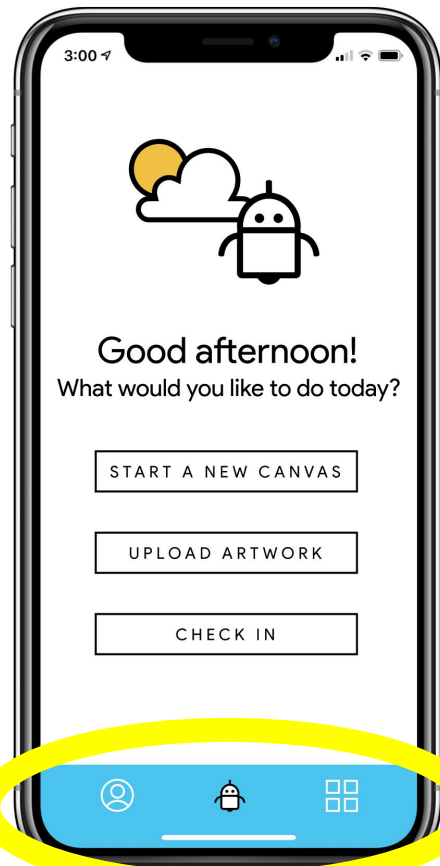 3:00
Good afternoon!
What would you like to do today?
START A NEW CANVAS
UPLOAD ARTWORK
CHECK IN